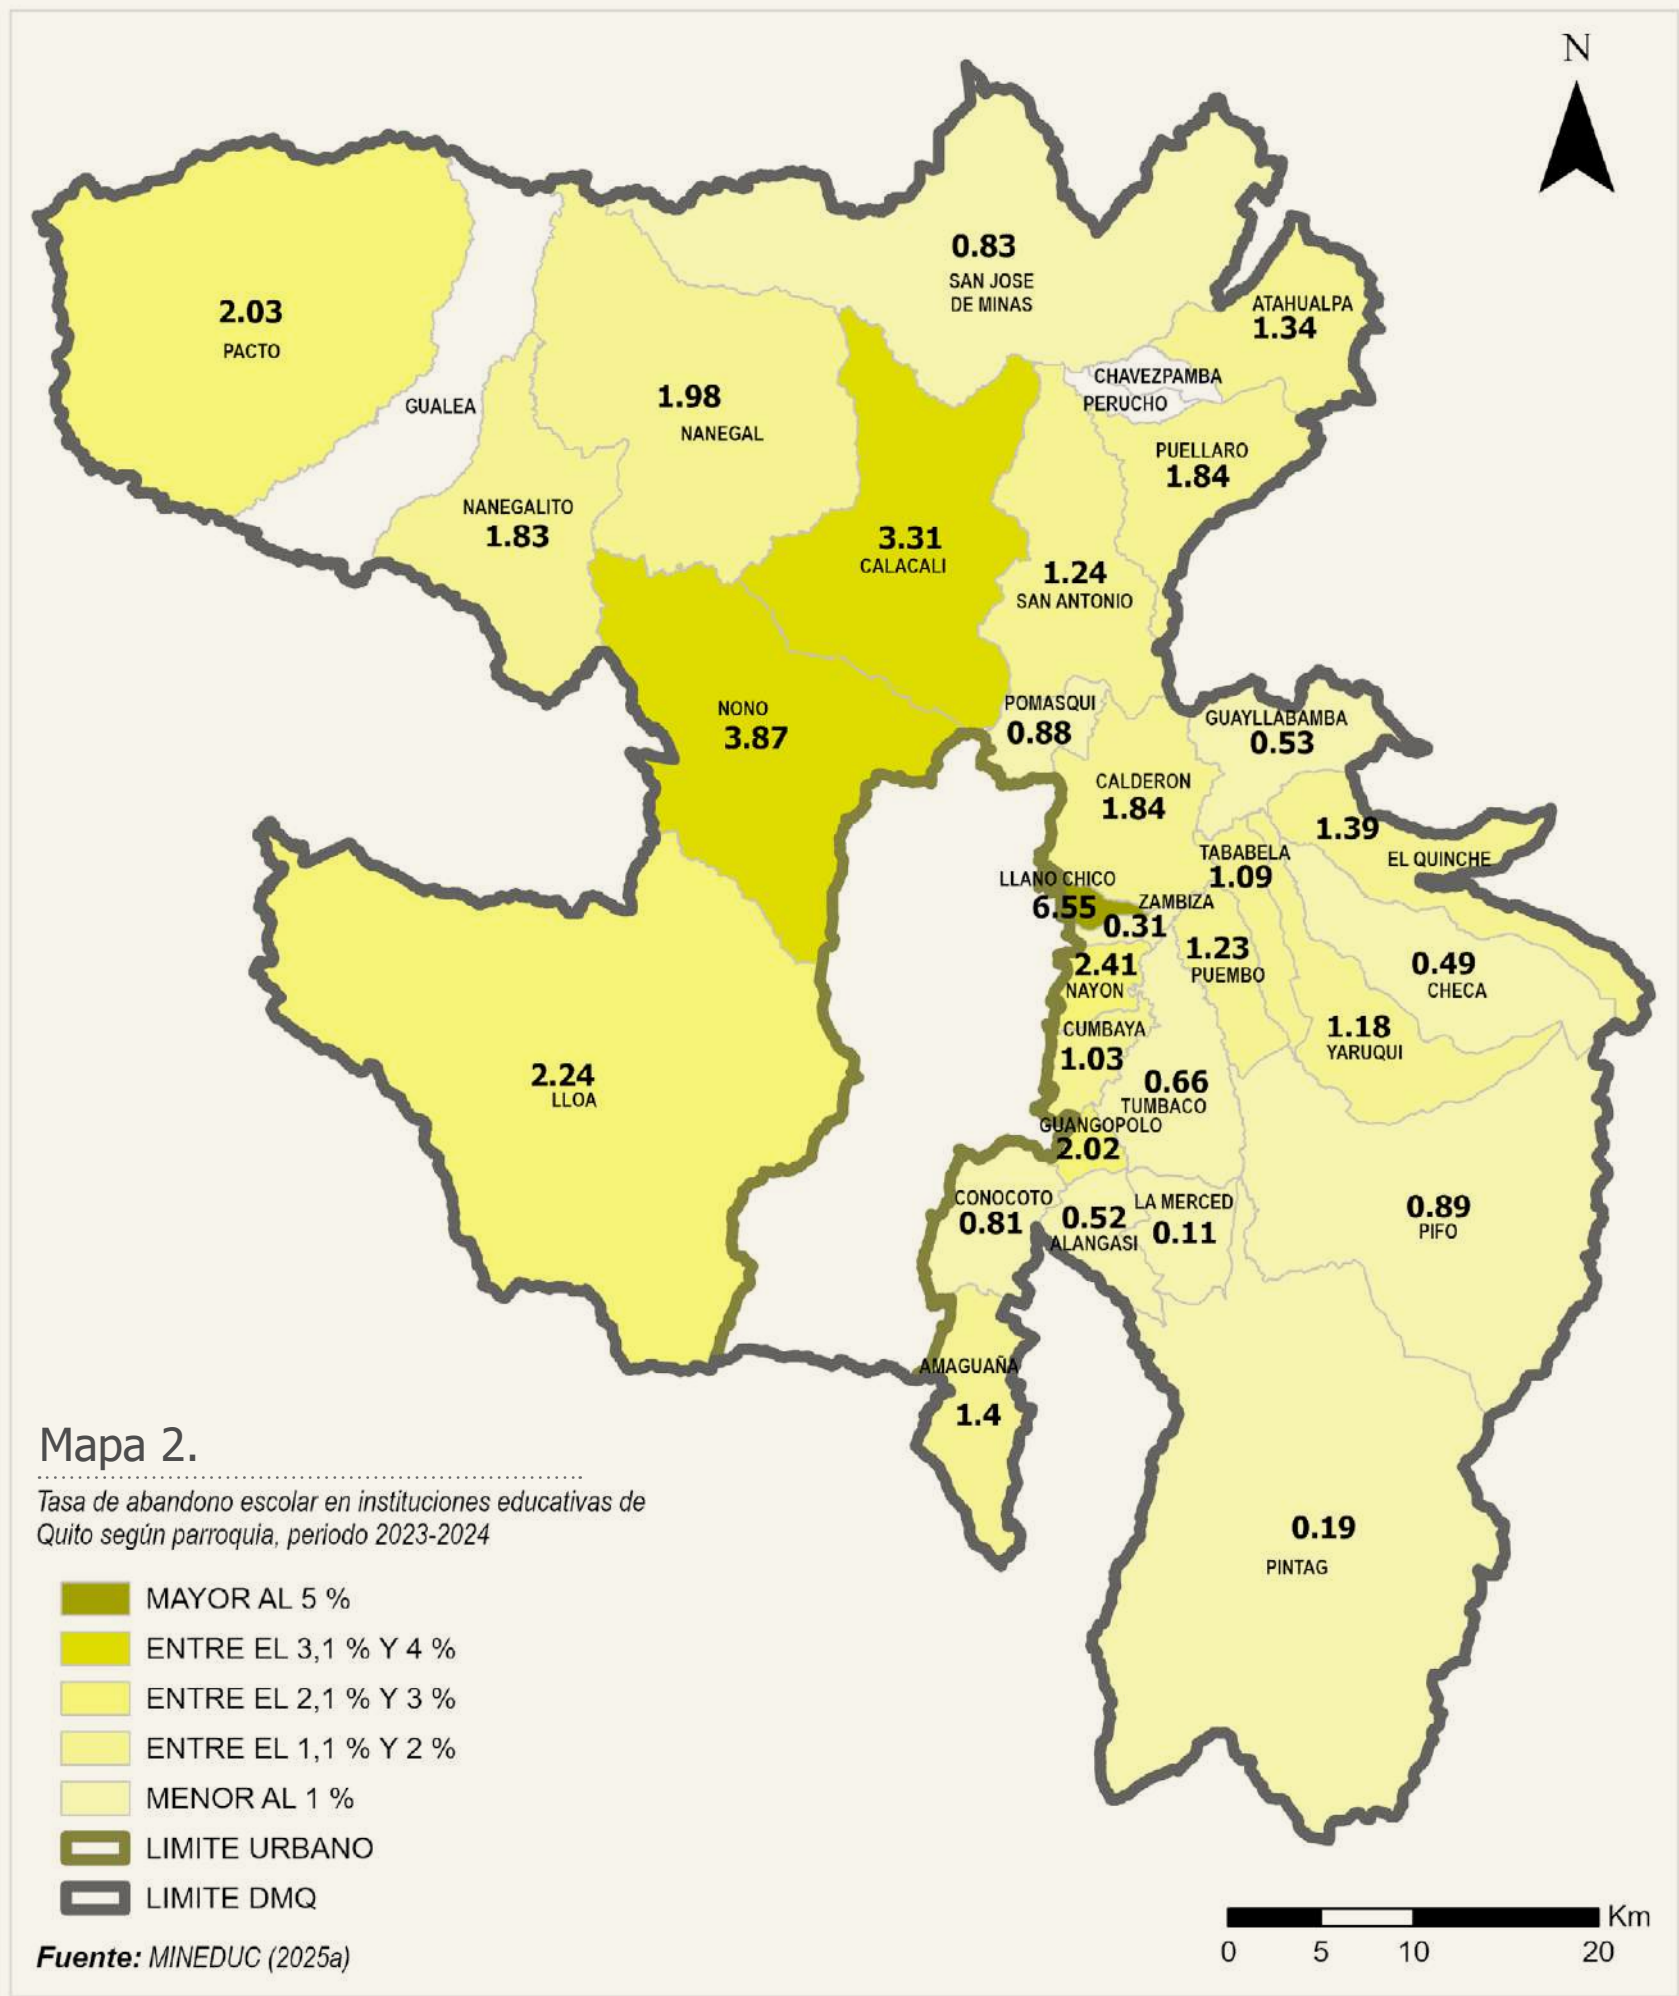 N
0.83
SAN JOSE
DE MINAS
ATAHUALPA
1.34
2.03
PACTO
CHAVEZPAMBA
PERUCHO
GUALEA
1.98
NANEGAL
PUELLARO
1.84
NANEGALITO
1.83
3.31
CALACALI
1.24
SAN ANTONIO
NONO
3.87
POMASQUI
0.88
GUAYLLABAMBA
0.53
CALDERON
1.84
1.39
EL QUINCHE
TABABELA
1.09
LLANO CHICO
6.55
ZAMBIZA
0.31
1.23
PUEMBO
2.41
NAYON
0.49
CHECA
CUMBAYA
1.03
1.18
YARUQUI
2.24
LLOA
0.66
TUMBACO
GUANGOPOLO
2.02
CONOCOTO
0.81
0.52
ALANGASI
LA MERCED
0.11
0.89
PIFO
AMAGUAÑA
1.4
0.19
PINTAG
Mapa 2.
Tasa de abandono escolar en instituciones educativas de
Quito según parroquia, periodo 2023-2024
MAYOR AL 5 %
ENTRE EL 3,1 % Y 4 %
ENTRE EL 2,1 % Y 3 %
ENTRE EL 1,1 % Y 2 %
MENOR AL 1 %
LIMITE URBANO
LIMITE DMQ
Fuente: MINEDUC (2025a)
Km
0 5 10 20